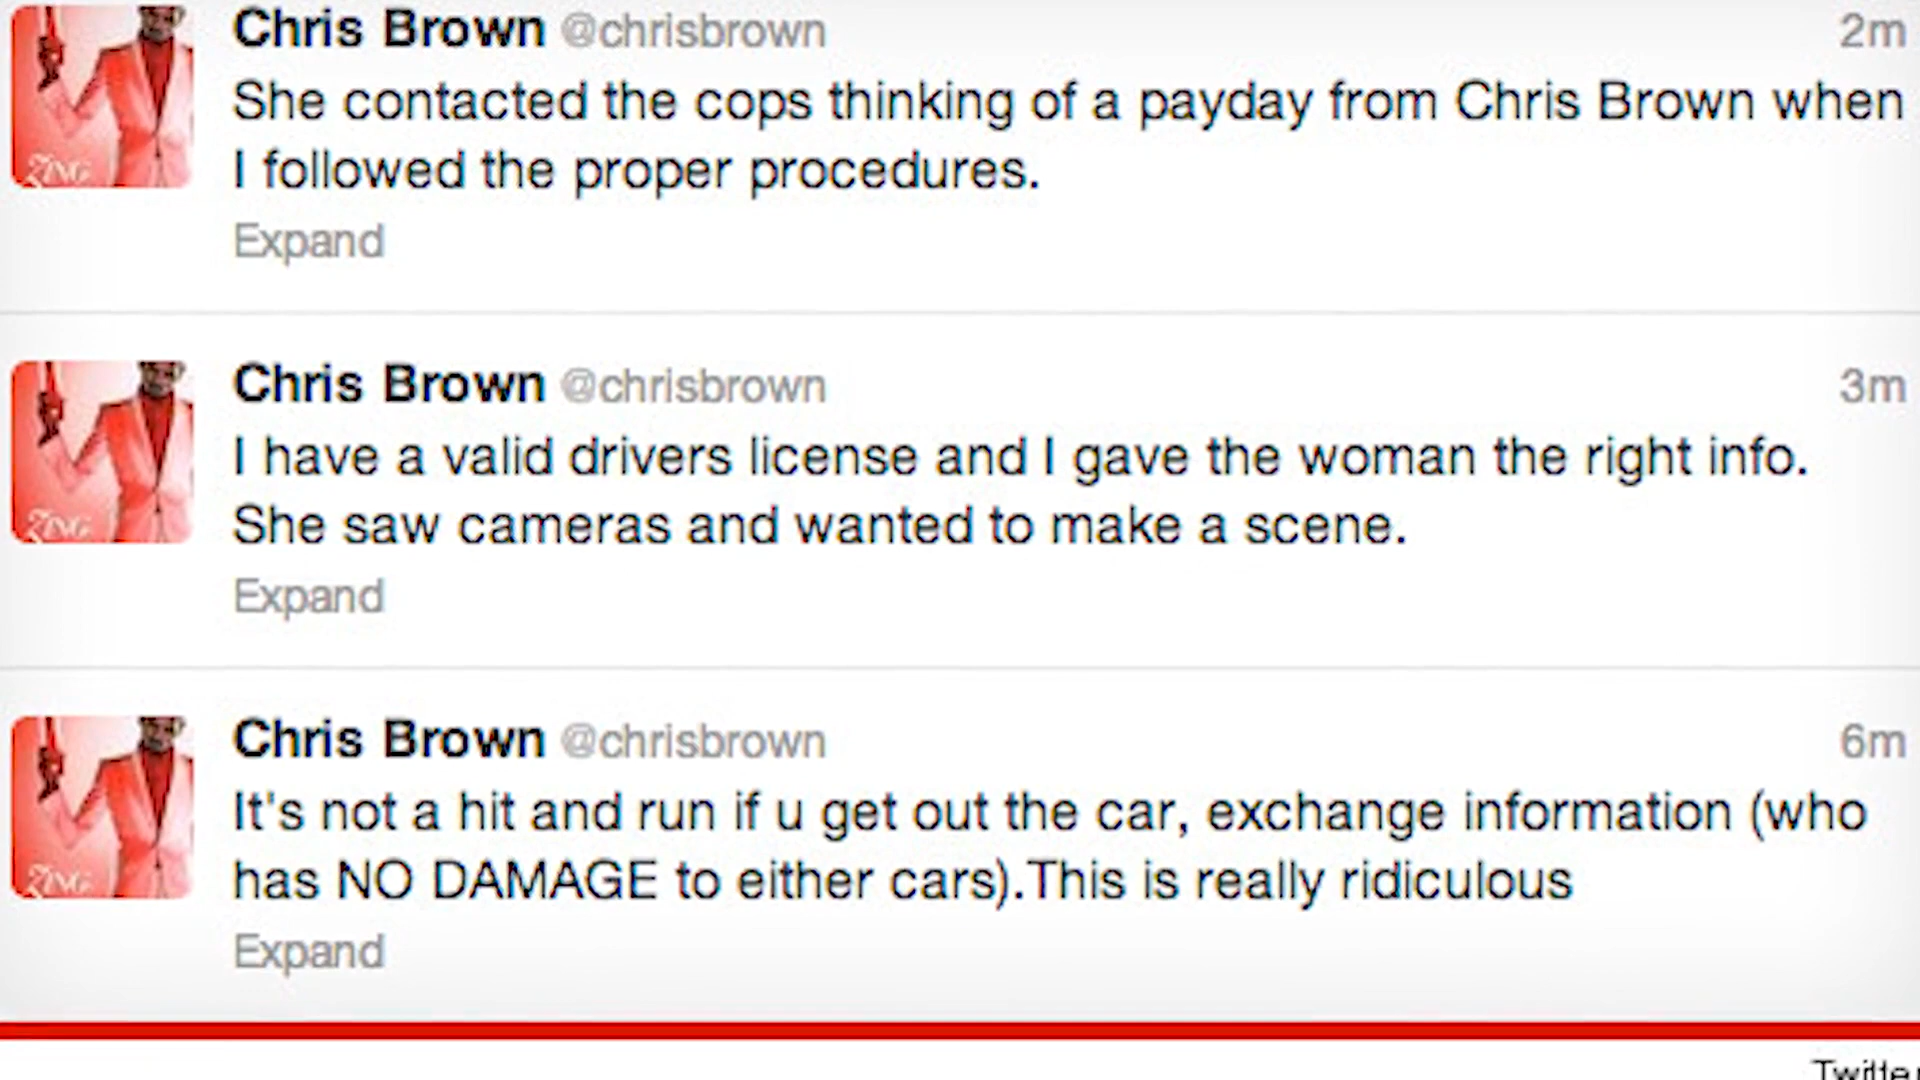 Chris Brown @chrisbrown 2m
She contacted the cops thinking of a payday from Chris Brown when
I followed the proper procedures.
Expand
Chris Brown @chrisbrown 3m
I have a valid drivers license and I gave the woman the right info.
She saw cameras and wanted to make a scene.
Expand
Chris Brown @chrisbrown 6m
It's not a hit and run if u get out the car, exchange information (who
has NO DAMAGE to either cars).This is really ridiculous
Expand
Twitter